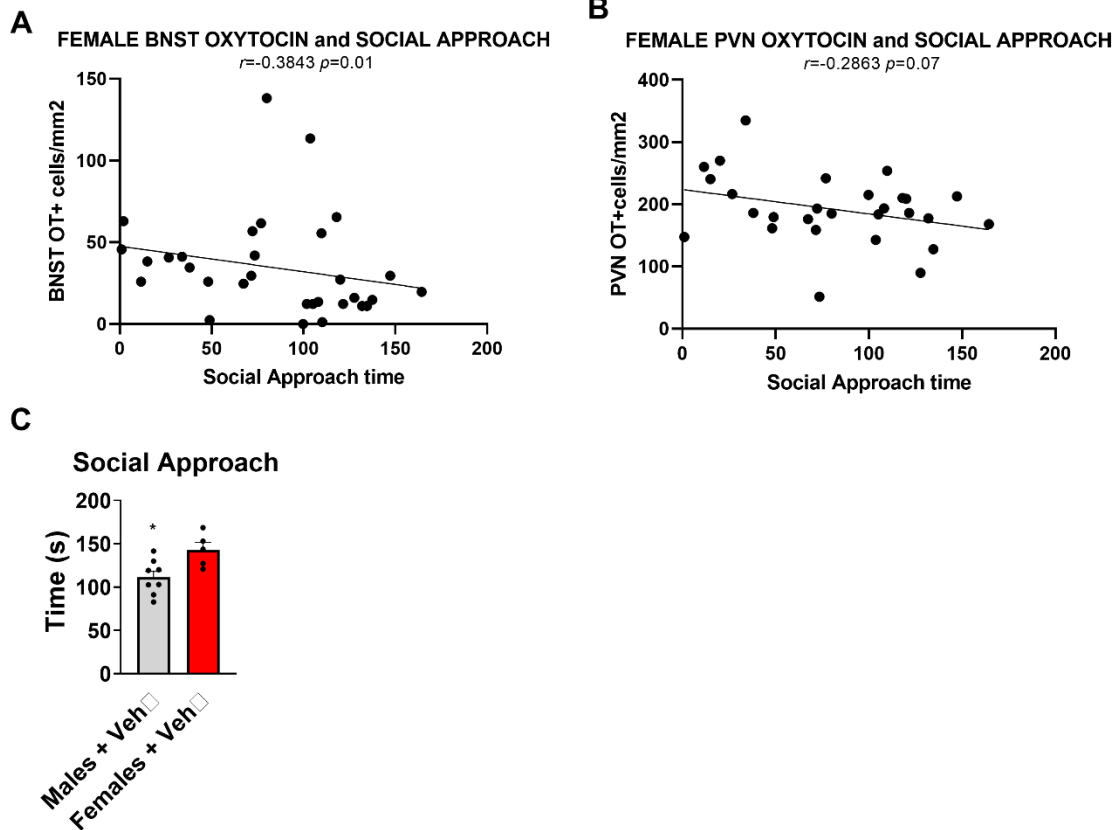 A
FEMALE BNST OXYTOCIN and SOCIAL APPROACH
r=-0.3843 p=0.01
BNST OT+ cells/mm2
150
100
50
0
0 50 100 150 200
Social Approach time
B
FEMALE PVN OXYTOCIN and SOCIAL APPROACH
r=-0.2863 p=0.07
PVN OT+cells/mm2
400
300
200
100
0
0 50 100 150 200
Social Approach time
C
Social Approach
Time (s)
200
150
100
50
0
*
Males + Veh
Females + Veh